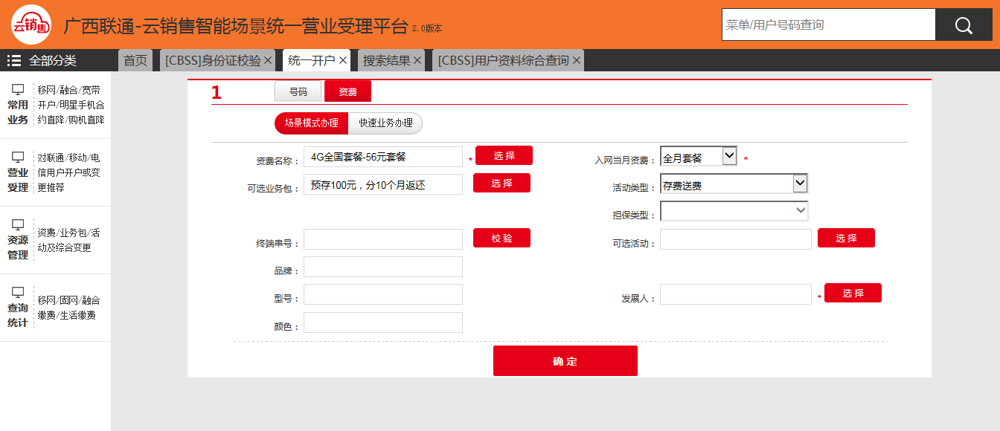 云销售
广西联通-云销售智能场景统一营业受理平台 2.0版本
菜单/用户号码查询
全部分类
首页
[CBSS]身份证校验
统一开户
搜索结果
[CBSS]用户资料综合查询
常用
业务
移网/融合/宽带
开户/明星手机合
约直降/购机直降
营业
受理
对联通/移动/电
信用户开户或变
更推荐
资源
管理
资费/业务包/活
动及综合变更
查询
统计
移网/固网/融合
缴费/生活缴费
1
号码
资费
场景模式办理
快速业务办理
资费名称：
4G全国套餐-56元套餐
*
选择
入网当月资费：
全月套餐
*
可选业务包：
预存100元，分10个月返还
选择
活动类型：
存费送费
担保类型：
终端串号：
校验
可选活动：
选择
品牌：
型号：
发展人：
*
选择
颜色：
确定